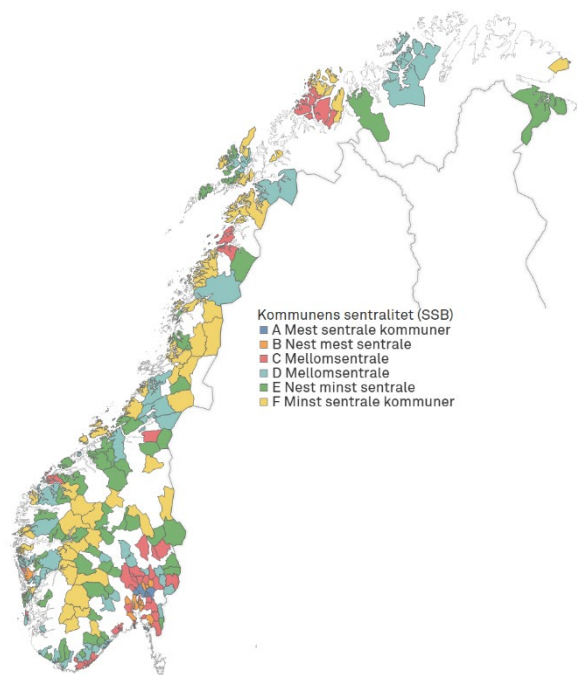 Kommunens sentralitet (SSB)
A Mest sentrale kommuner
B Nest mest sentrale
C Mellomsentrale
D Mellomsentrale
E Nest minst sentrale
F Minst sentrale kommuner